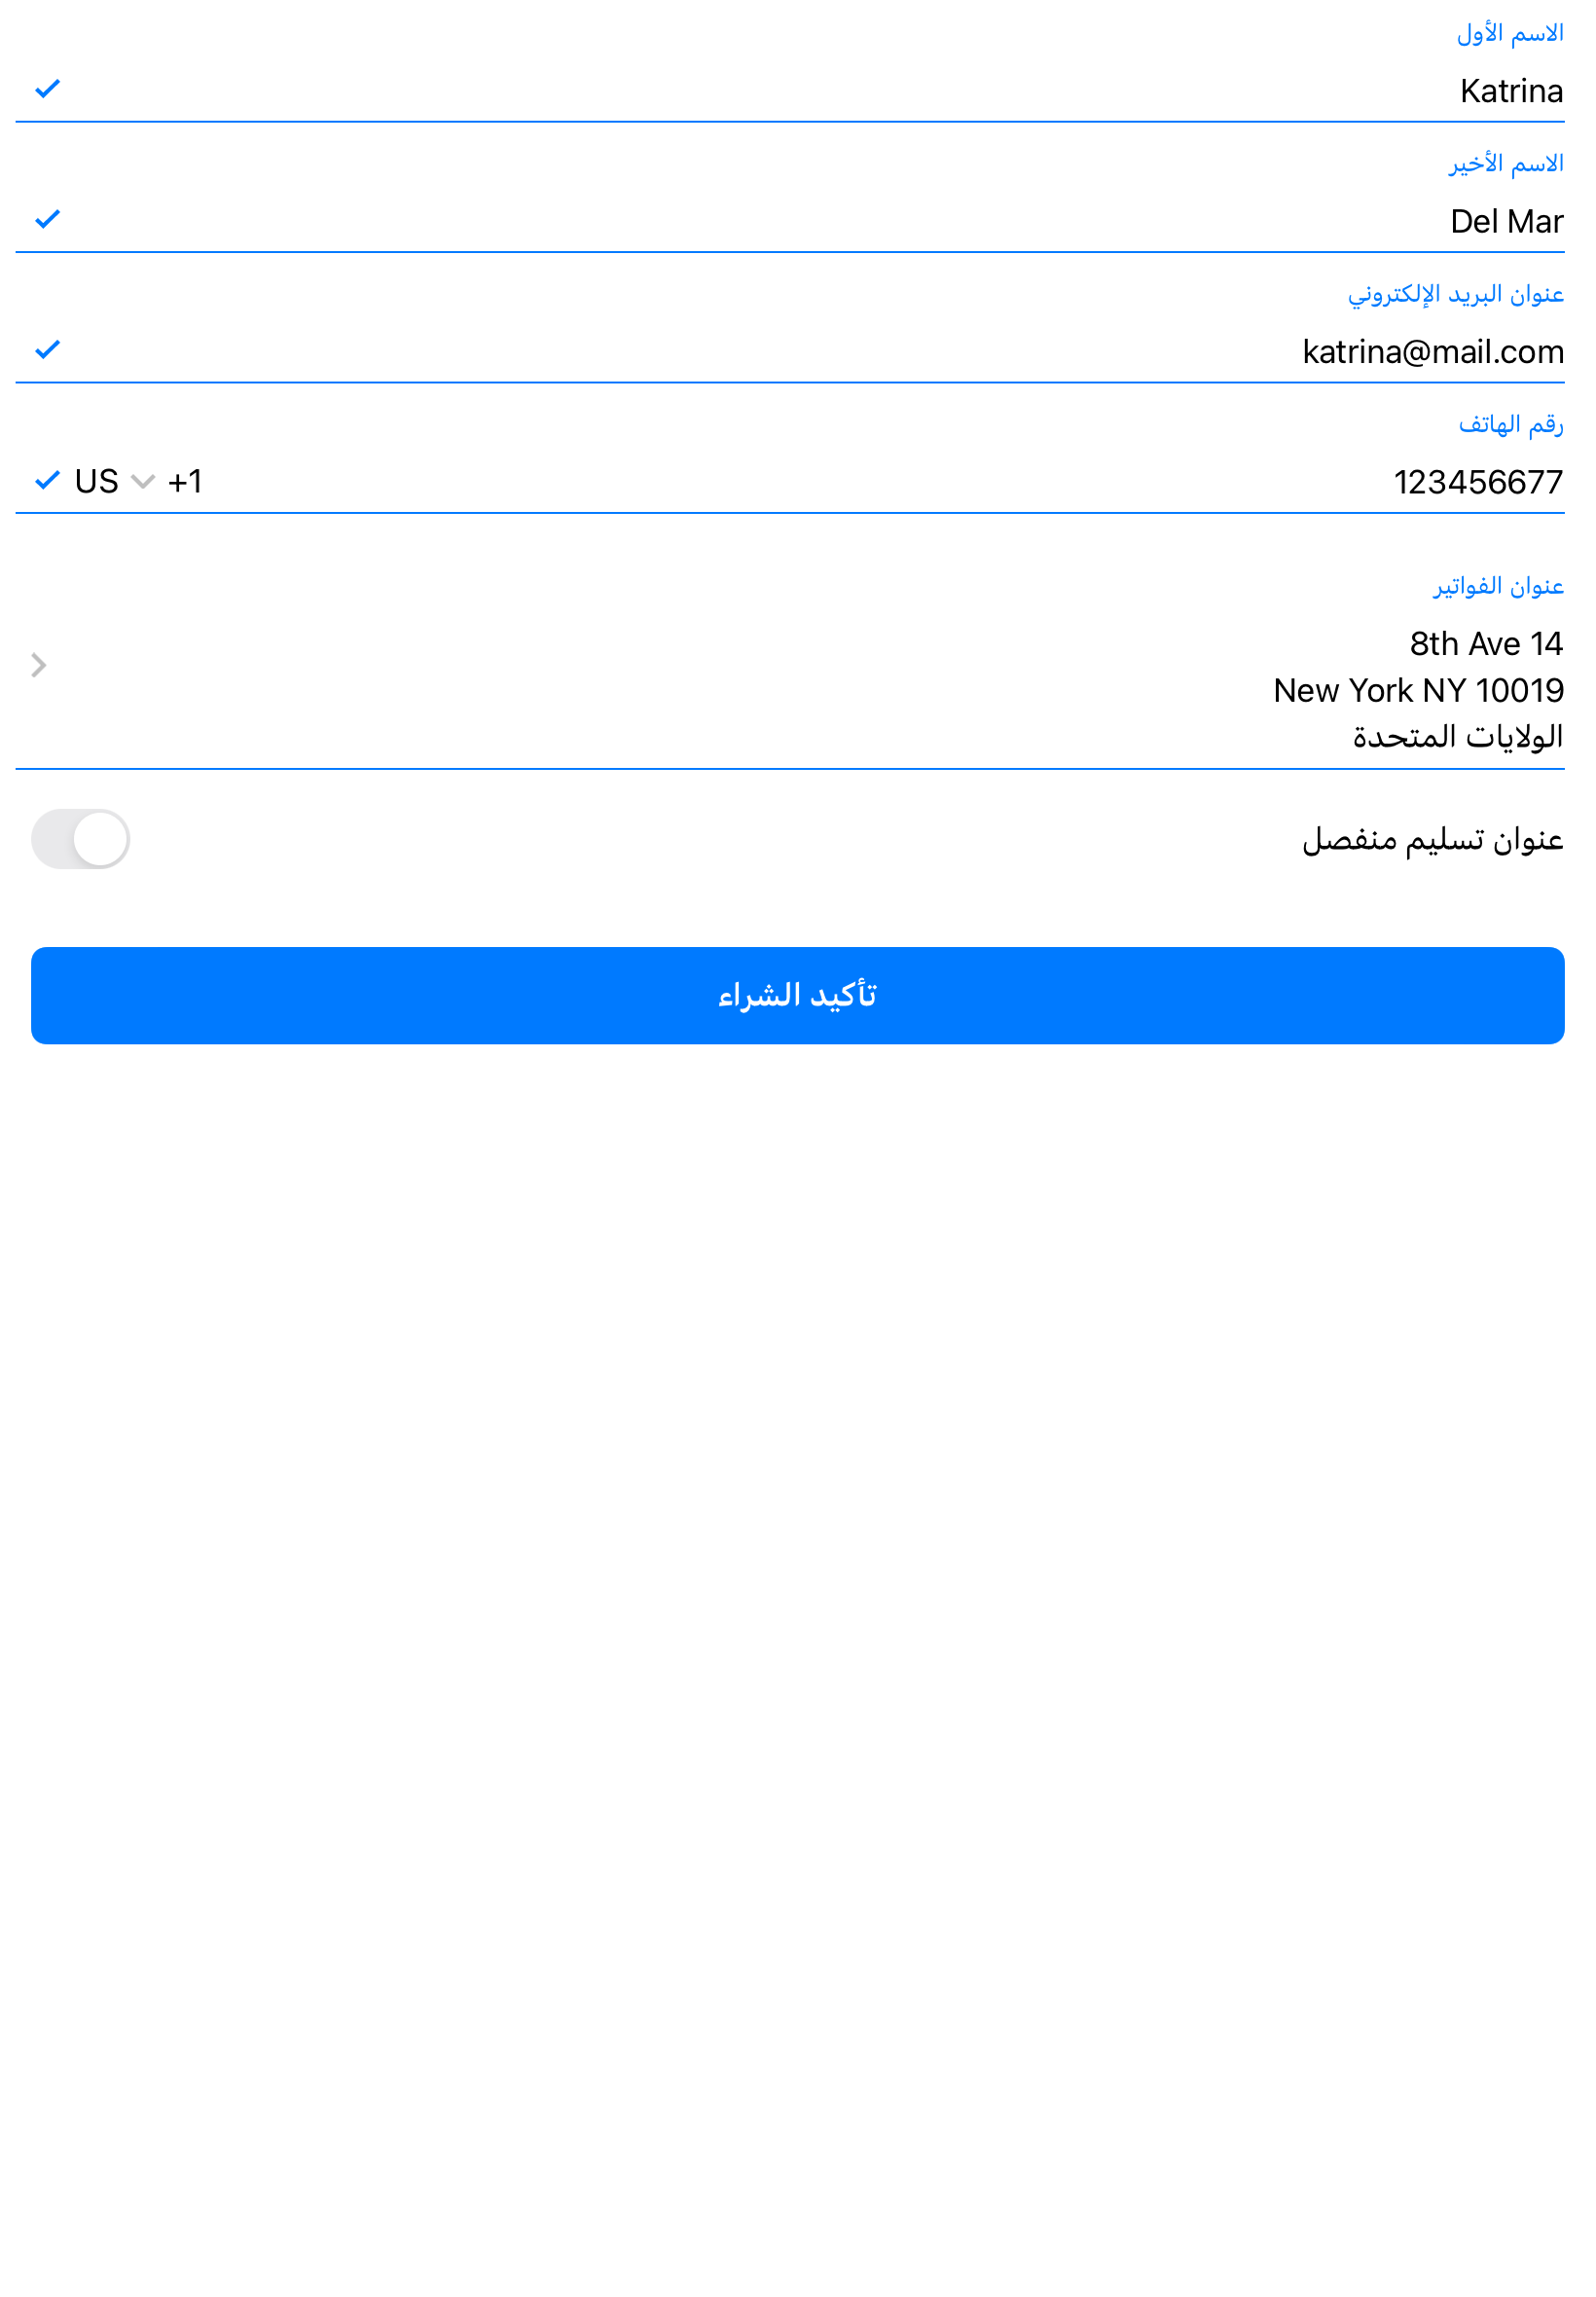 الاسم الأول
Katrina
الاسم الأخير
Del Mar
عنوان البريد الإلكتروني
katrina@mail.com
رقم الهاتف
123456677
US +1
عنوان الفواتير
8th Ave 14
New York NY 10019
الولايات المتحدة
عنوان تسليم منفصل
تأكيد الشراء